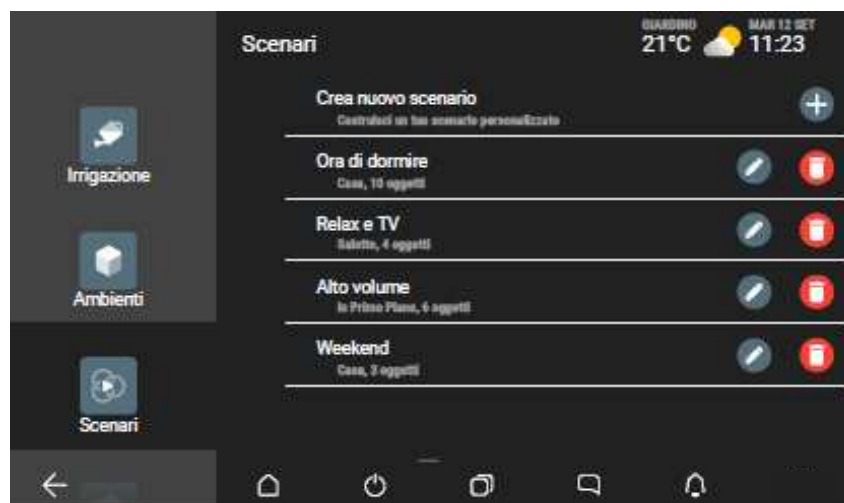 Scenari
GIARDINO
21°C
MAR 12 SET
11:23
Irrigazione
Ambienti
Scenari
Crea nuovo scenario
Costruisci un tuo scenario personalizzato
Ora di dormire
Casa, 10 oggetti
Relax e TV
Salotto, 4 oggetti
Alto volume
In Primo Piano, 6 oggetti
Weekend
Casa, 3 oggetti